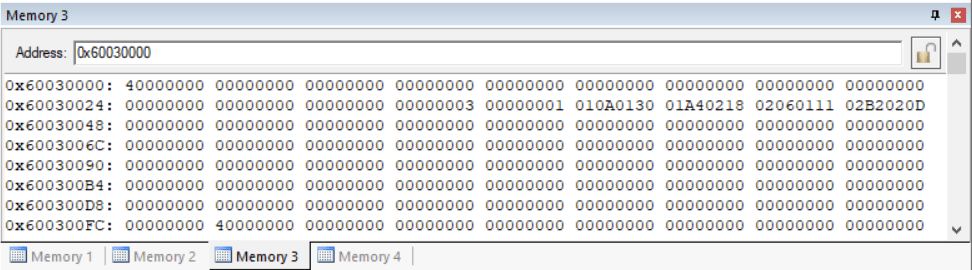 Memory 3
Address: 0x60030000
0x60030000: 40000000 00000000 00000000 00000000 00000000 00000000 00000000 00000000 00000000
0x60030024: 00000000 00000000 00000000 00000003 00000001 010A0130 01A40218 02060111 02B2020D
0x60030048: 00000000 00000000 00000000 00000000 00000000 00000000 00000000 00000000 00000000
0x6003006C: 00000000 00000000 00000000 00000000 00000000 00000000 00000000 00000000 00000000
0x60030090: 00000000 00000000 00000000 00000000 00000000 00000000 00000000 00000000 00000000
0x600300B4: 00000000 00000000 00000000 00000000 00000000 00000000 00000000 00000000 00000000
0x600300D8: 00000000 00000000 00000000 00000000 00000000 00000000 00000000 00000000 00000000
0x600300FC: 00000000 40000000 00000000 00000000 00000000 00000000 00000000 00000000 00000000
Memory 1 Memory 2 Memory 3 Memory 4